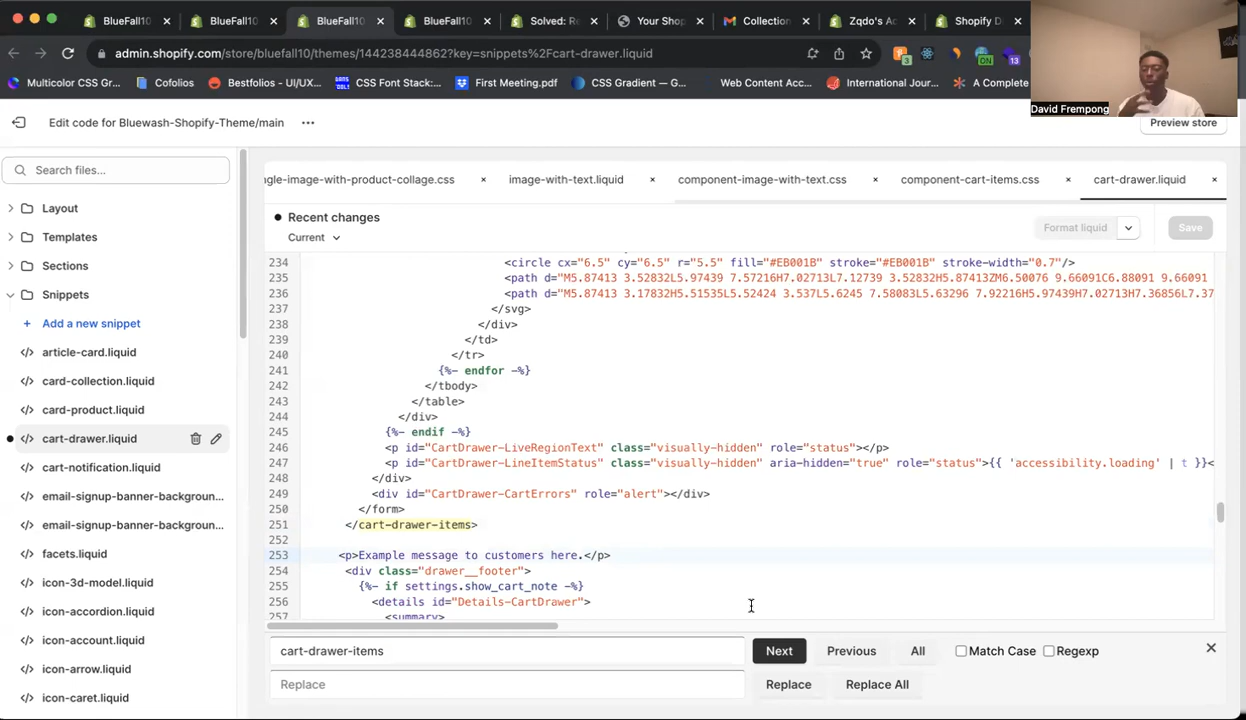 BlueFall10
BlueFall10
BlueFall10
BlueFall10
Solved: Re
Your Shop
Collection
Zqdo's Ac
Shopify D
admin.shopify.com/store/bluefall10/themes/144238444862?key=snippets%2Fcart-drawer.liquid
3
ON
13
Multicolor CSS Gr...
Cofolios
Bestfolios - UI/UX...
CSS Font Stack:...
First Meeting.pdf
CSS Gradient — G...
Web Content Acc...
International Jour...
A Complete
David Frempong
Edit code for Bluewash-Shopify-Theme/main
Preview store
Search files...
Layout
Templates
Sections
Snippets
Add a new snippet
article-card.liquid
card-collection.liquid
card-product.liquid
cart-drawer.liquid
cart-notification.liquid
email-signup-banner-backgroun...
email-signup-banner-backgroun...
facets.liquid
icon-3d-model.liquid
icon-accordion.liquid
icon-account.liquid
icon-arrow.liquid
icon-caret.liquid
ngle-image-with-product-collage.css
image-with-text.liquid
component-image-with-text.css
component-cart-items.css
cart-drawer.liquid
Recent changes
Current
Format liquid
Save
234 <circle cx="6.5" cy="6.5" r="5.5" fill="#EB001B" stroke="#EB001B" stroke-width="0.7"/>
235 <path d="M5.87413 3.52832L5.97439 7.57216H7.02713L7.12739 3.52832H5.87413ZM6.50076 9.66091C6.88091 9.66091
236 <path d="M5.87413 3.17832H5.51535L5.52424 3.537L5.6245 7.58083L5.63296 7.92216H5.97439H7.02713H7.36856L7.37
237 </svg>
238 </div>
239 </td>
240 </tr>
241 {%- endfor -%}
242 </tbody>
243 </table>
244 </div>
245 {%- endif -%}
246 <p id="CartDrawer-LiveRegionText" class="visually-hidden" role="status"></p>
247 <p id="CartDrawer-LineItemStatus" class="visually-hidden" aria-hidden="true" role="status">{{ 'accessibility.loading' | t }}<
248 </div>
249 <div id="CartDrawer-CartErrors" role="alert"></div>
250 </form>
251 </cart-drawer-items>
252
253 <p>Example message to customers here.</p>
254 <div class="drawer__footer">
255 {%- if settings.show_cart_note -%}
256 <details id="Details-CartDrawer">
257 <summary>
cart-drawer-items
Next
Previous
All
Match Case
Regexp
Replace
Replace
Replace All